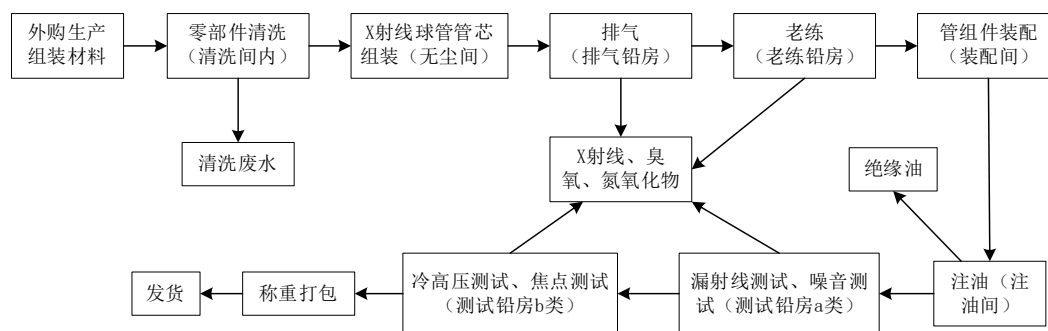 外购生产
组装材料
零部件清洗
（清洗间内）
X射线球管管芯
组装（无尘间）
排气
（排气铅房）
老练
（老练铅房）
管组件装配
（装配间）
清洗废水
X射线、臭
氧、氮氧化物
绝缘油
发货
称重打包
冷高压测试、焦点测试
（测试铅房b类）
漏射线测试、噪音测
试（测试铅房a类）
注油（注
油间）